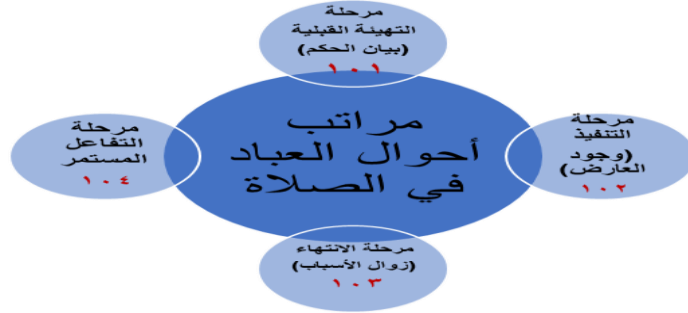 مرحلة
التهيئة القبلية
(بيان الحكم)
١٠١
مراتب
أحوال العباد
في الصلاة
مرحلة
التنفيذ
(وجود
العارض)
١٠٢
مرحلة الانتهاء
(زوال الأسباب)
١٠٣
مرحلة
التفاعل
المستمر
١٠٤